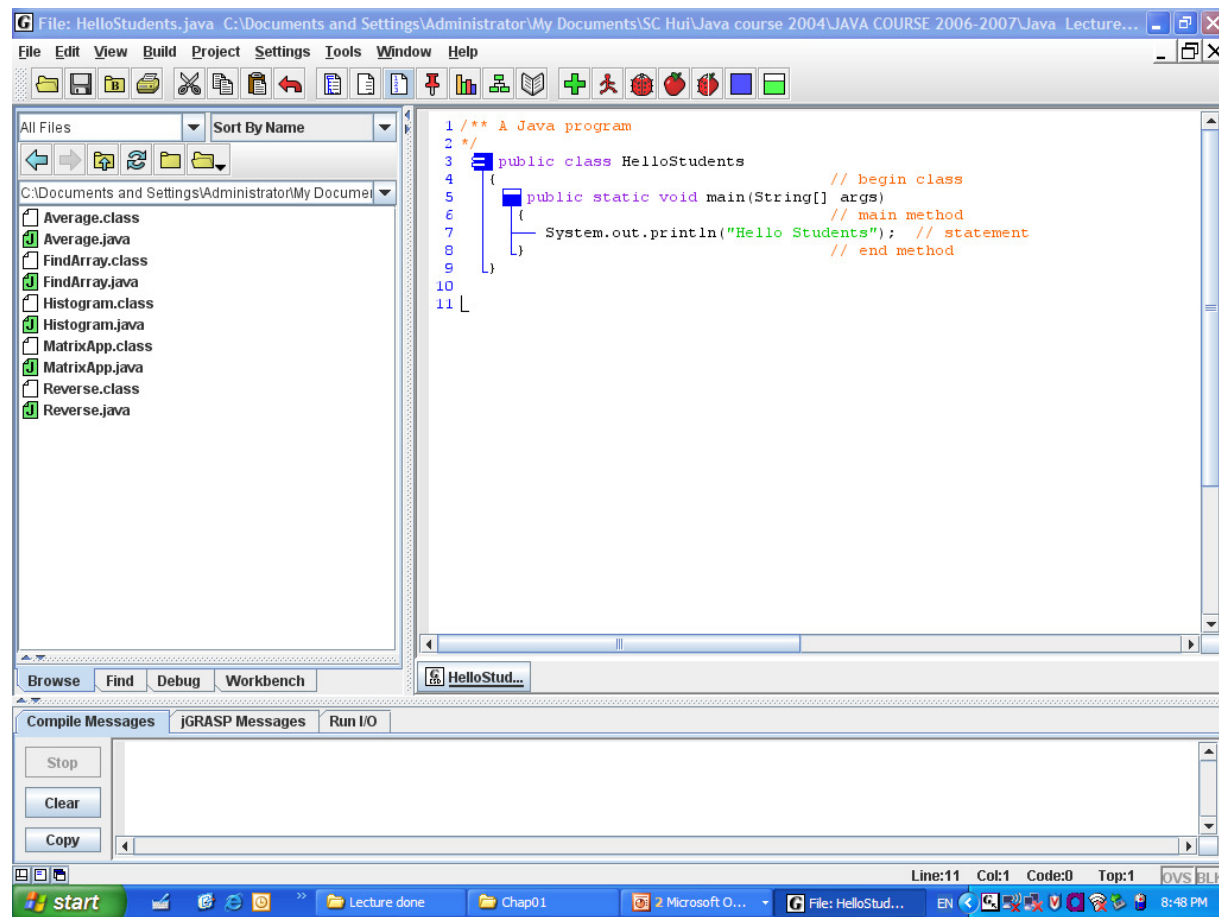 File: HelloStudents.java C:\Documents and Settings\Administrator\My Documents\SC Hui\Java course 2004\JAVA COURSE 2006-2007\Java Lecture...
File Edit View Build Project Settings Tools Window Help
All Files Sort By Name
C:\Documents and Settings\Administrator\My Documei
Average.class
Average.java
FindArray.class
FindArray.java
Histogram.class
Histogram.java
MatrixApp.class
MatrixApp.java
Reverse.class
Reverse.java
1 /** A Java program
2 */
3 public class HelloStudents
4 { // begin class
5 public static void main(String[] args)
6 { // main method
7 System.out.println("Hello Students"); // statement
8 } // end method
9 }
10
11
Browse Find Debug Workbench
HelloStud...
Compile Messages jGRASP Messages Run I/O
Stop
Clear
Copy
Line:11 Col:1 Code:0 Top:1 OVS BLK
start Lecture done Chap01 2 Microsoft O... File: HelloStud... EN 8:48 PM